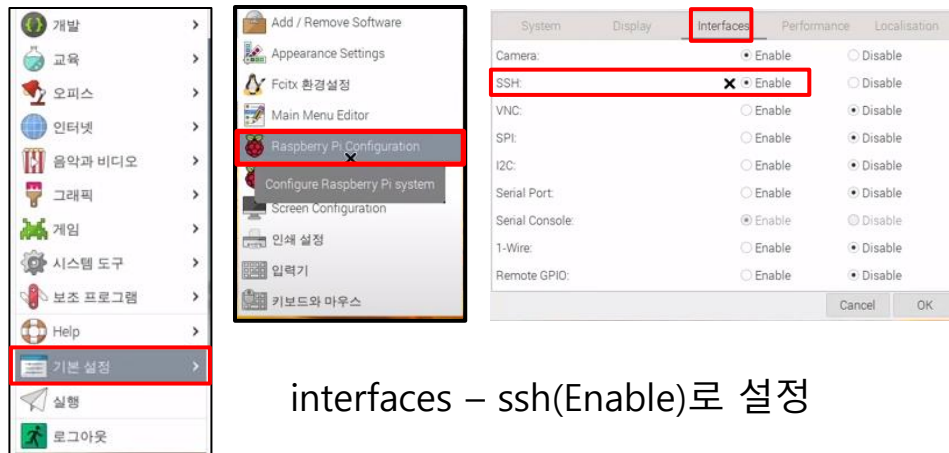 개발
교육
오피스
인터넷
음악과 비디오
그래픽
게임
시스템 도구
보조 프로그램
Help
기본 설정
실행
로그아웃
Add / Remove Software
Appearance Settings
Fcitx 환경설정
Main Menu Editor
Raspberry Pi Configuration
Configure Raspberry Pi system
Screen Configuration
인쇄 설정
입력기
키보드와 마우스
System Display Interfaces Performance Localisation
Camera: Enable Disable
SSH: Enable Disable
VNC: Enable Disable
SPI: Enable Disable
I2C: Enable Disable
Serial Port: Enable Disable
Serial Console: Enable Disable
1-Wire: Enable Disable
Remote GPIO: Enable Disable
Cancel OK
interfaces – ssh(Enable)로 설정